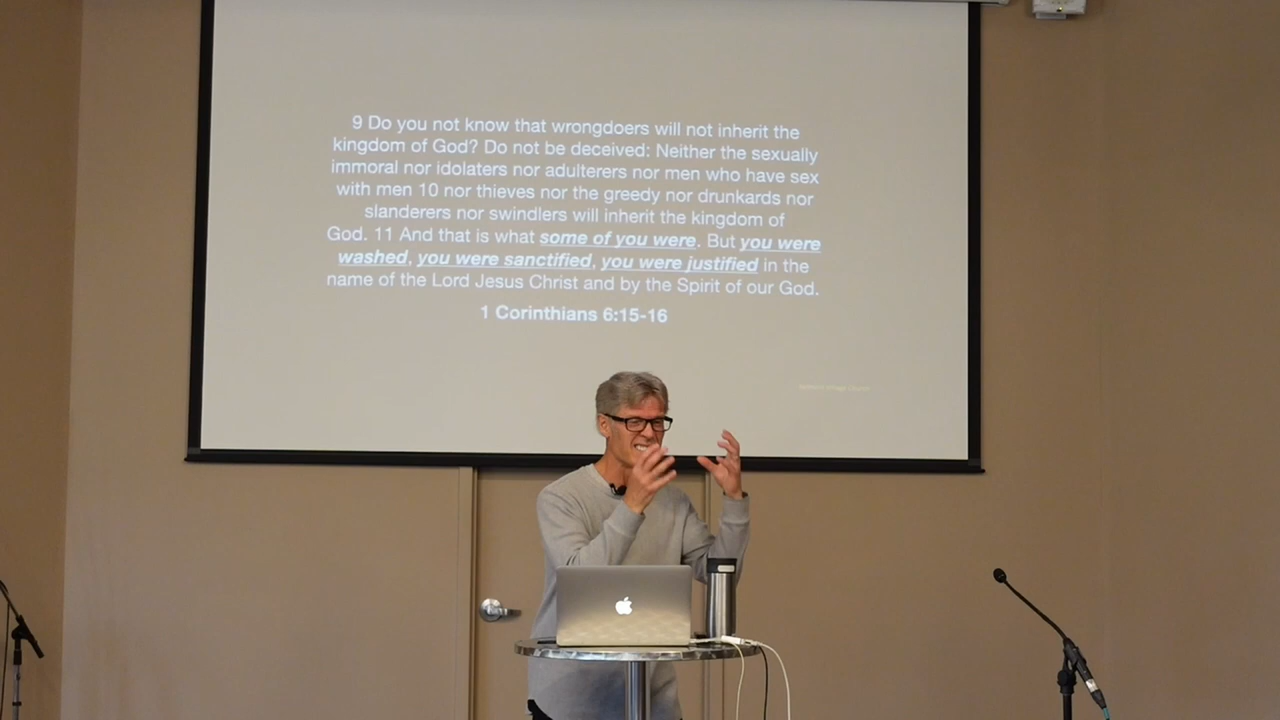 9 Do you not know that wrongdoers will not inherit the
kingdom of God? Do not be deceived: Neither the sexually
immoral nor idolaters nor adulterers nor men who have sex
with men 10 nor thieves nor the greedy nor drunkards nor
slanderers nor swindlers will inherit the kingdom of
God. 11 And that is what some of you were. But you were
washed, you were sanctified, you were justified in the
name of the Lord Jesus Christ and by the Spirit of our God.
1 Corinthians 6:15-16
Village Church